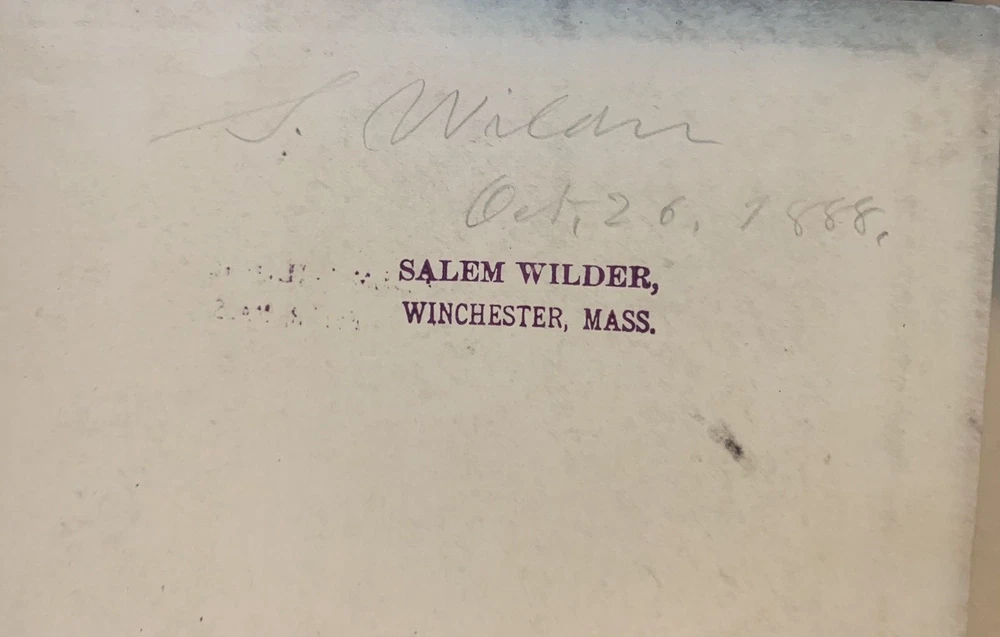 S. Wilder
Oct, 26, 1888,
SALEM WILDER,
WINCHESTER, MASS.